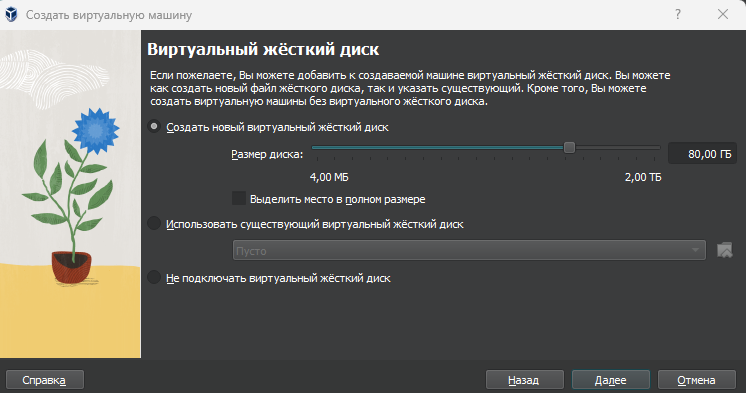 Создать виртуальную машину
?
Виртуальный жёсткий диск
Если пожелаете, Вы можете добавить к создаваемой машине виртуальный жёсткий диск. Вы можете
как создать новый файл жёсткого диска, так и указать существующий. Кроме того, Вы можете
создать виртуальную машины без виртуального жёсткого диска.
Создать новый виртуальный жёсткий диск
Размер диска:
80,00 ГБ
4,00 МБ
2,00 ТБ
Выделить место в полном размере
Использовать существующий виртуальный жёсткий диск
Пусто
Не подключать виртуальный жёсткий диск
Справка
Назад
Далее
Отмена